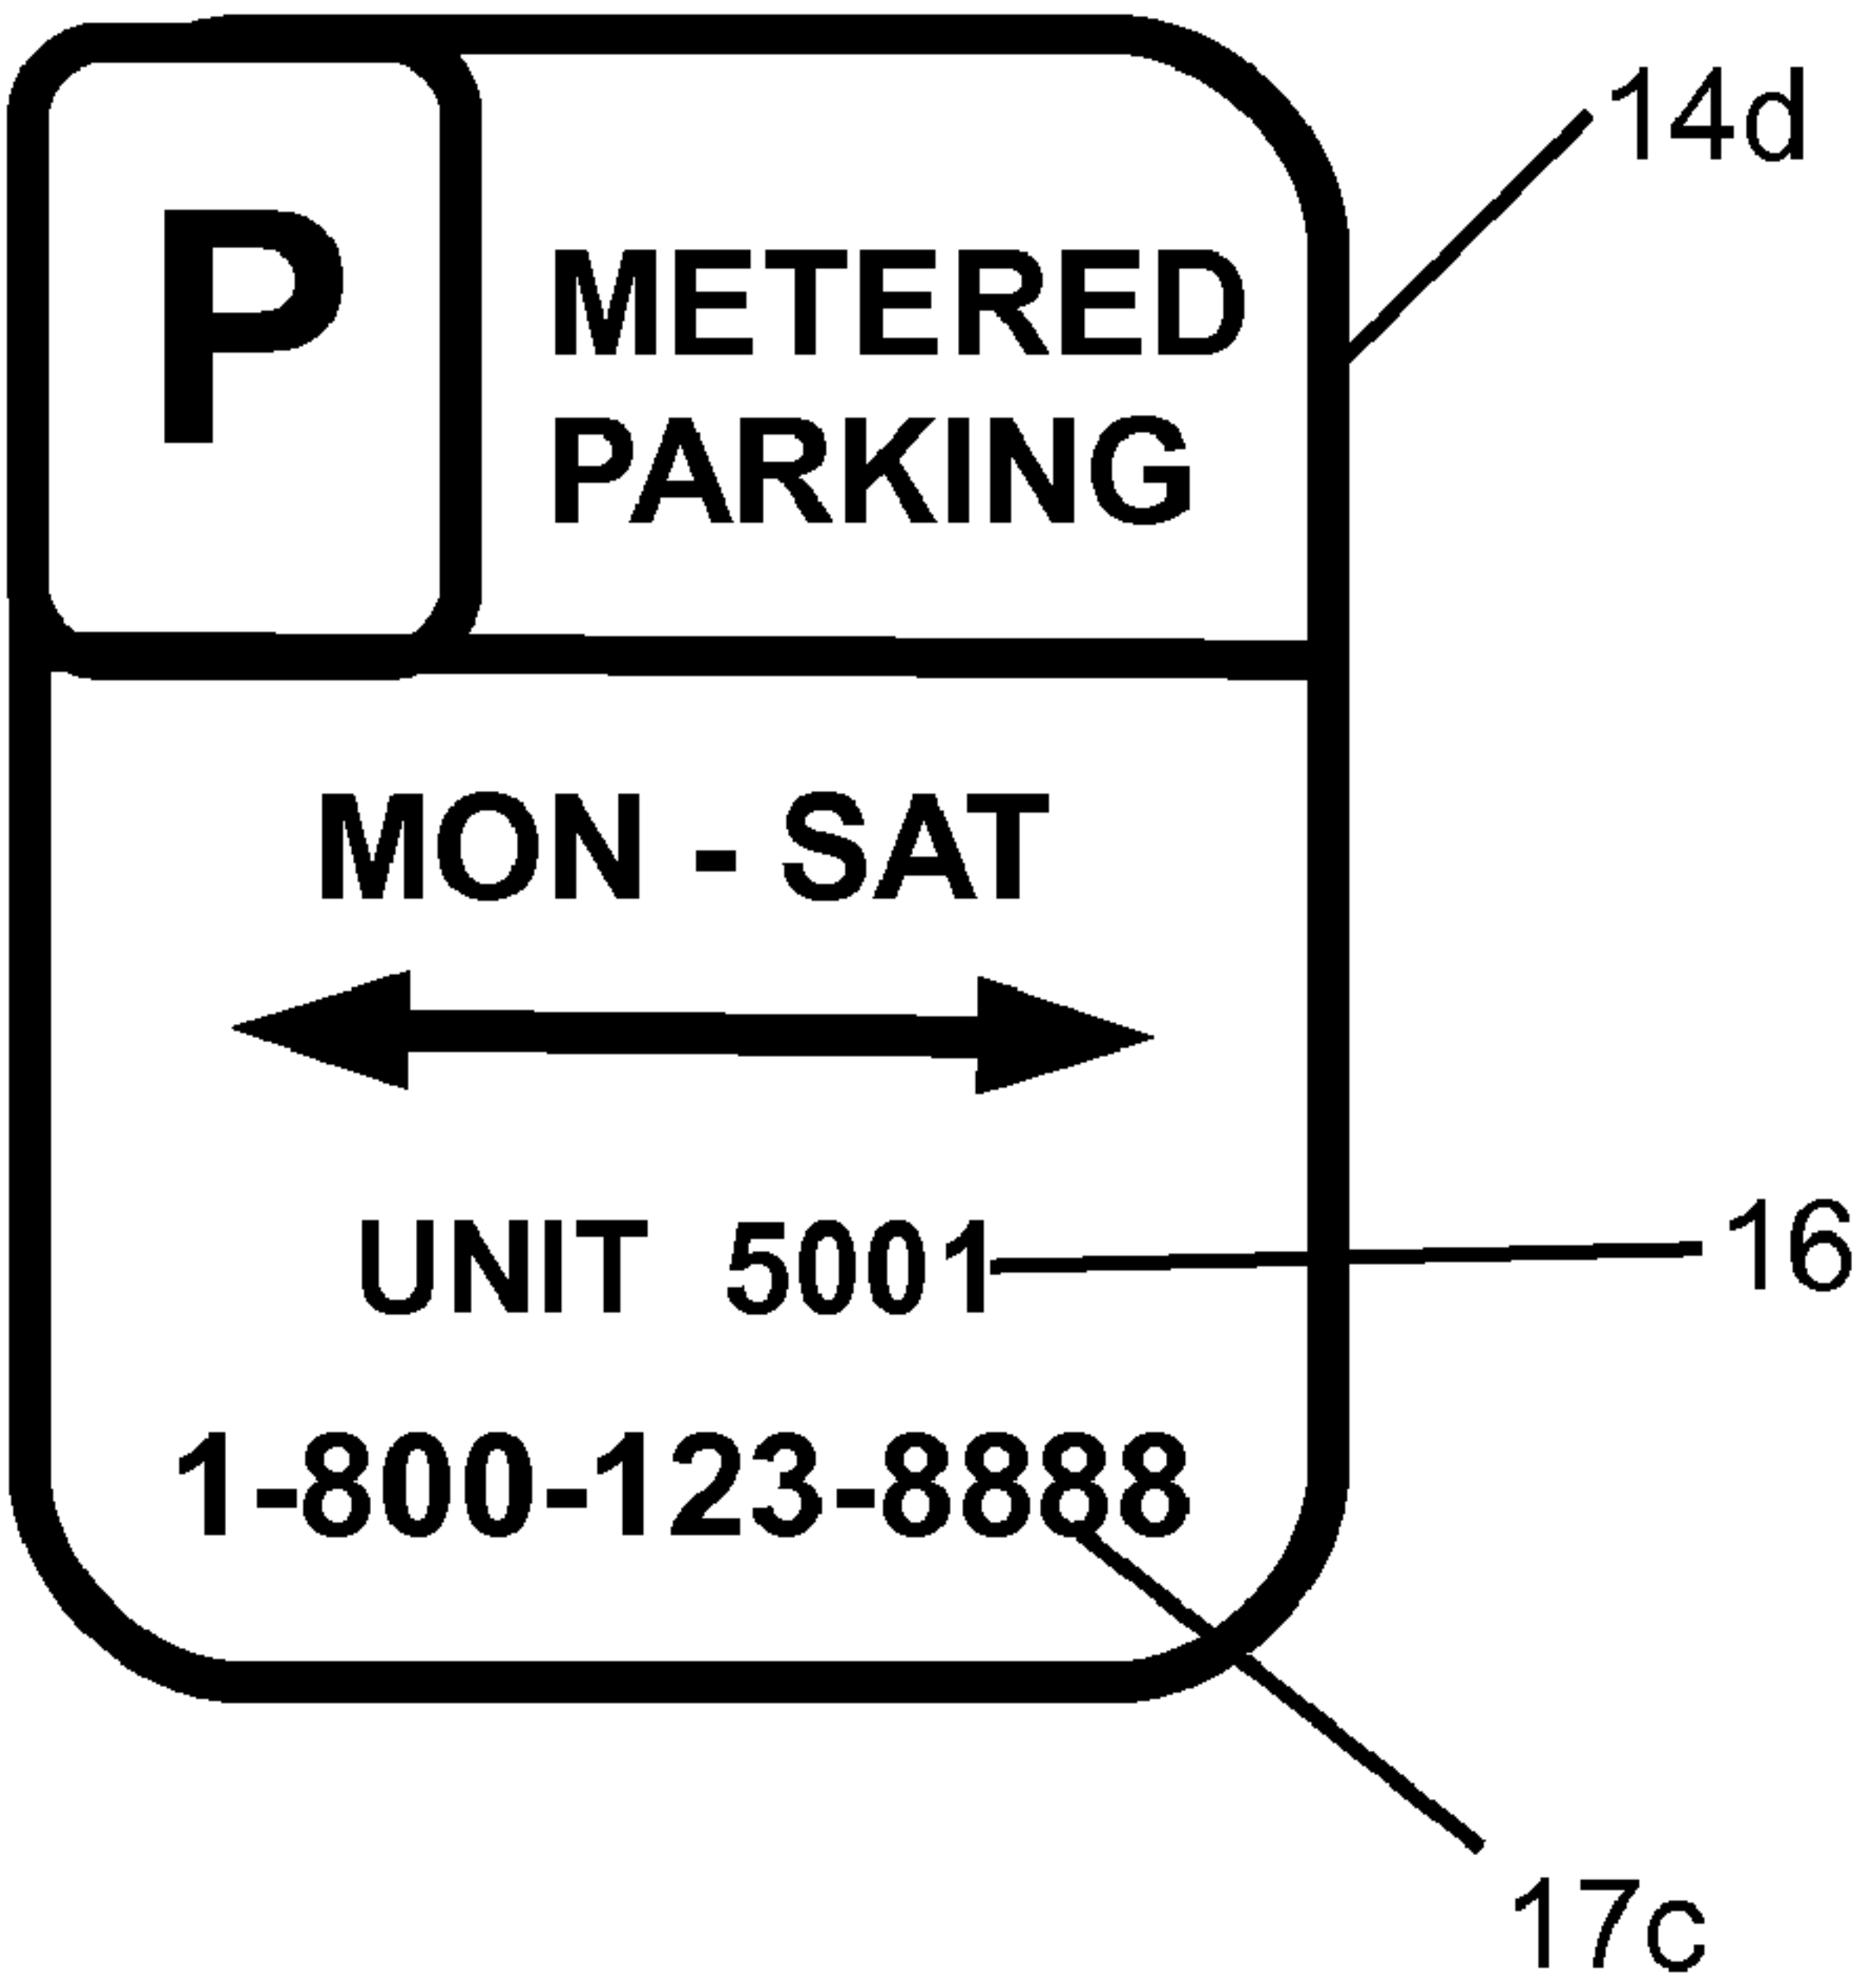 14d
P
METERED
PARKING
MON - SAT
UNIT 5001
16
1-800-123-8888
17c